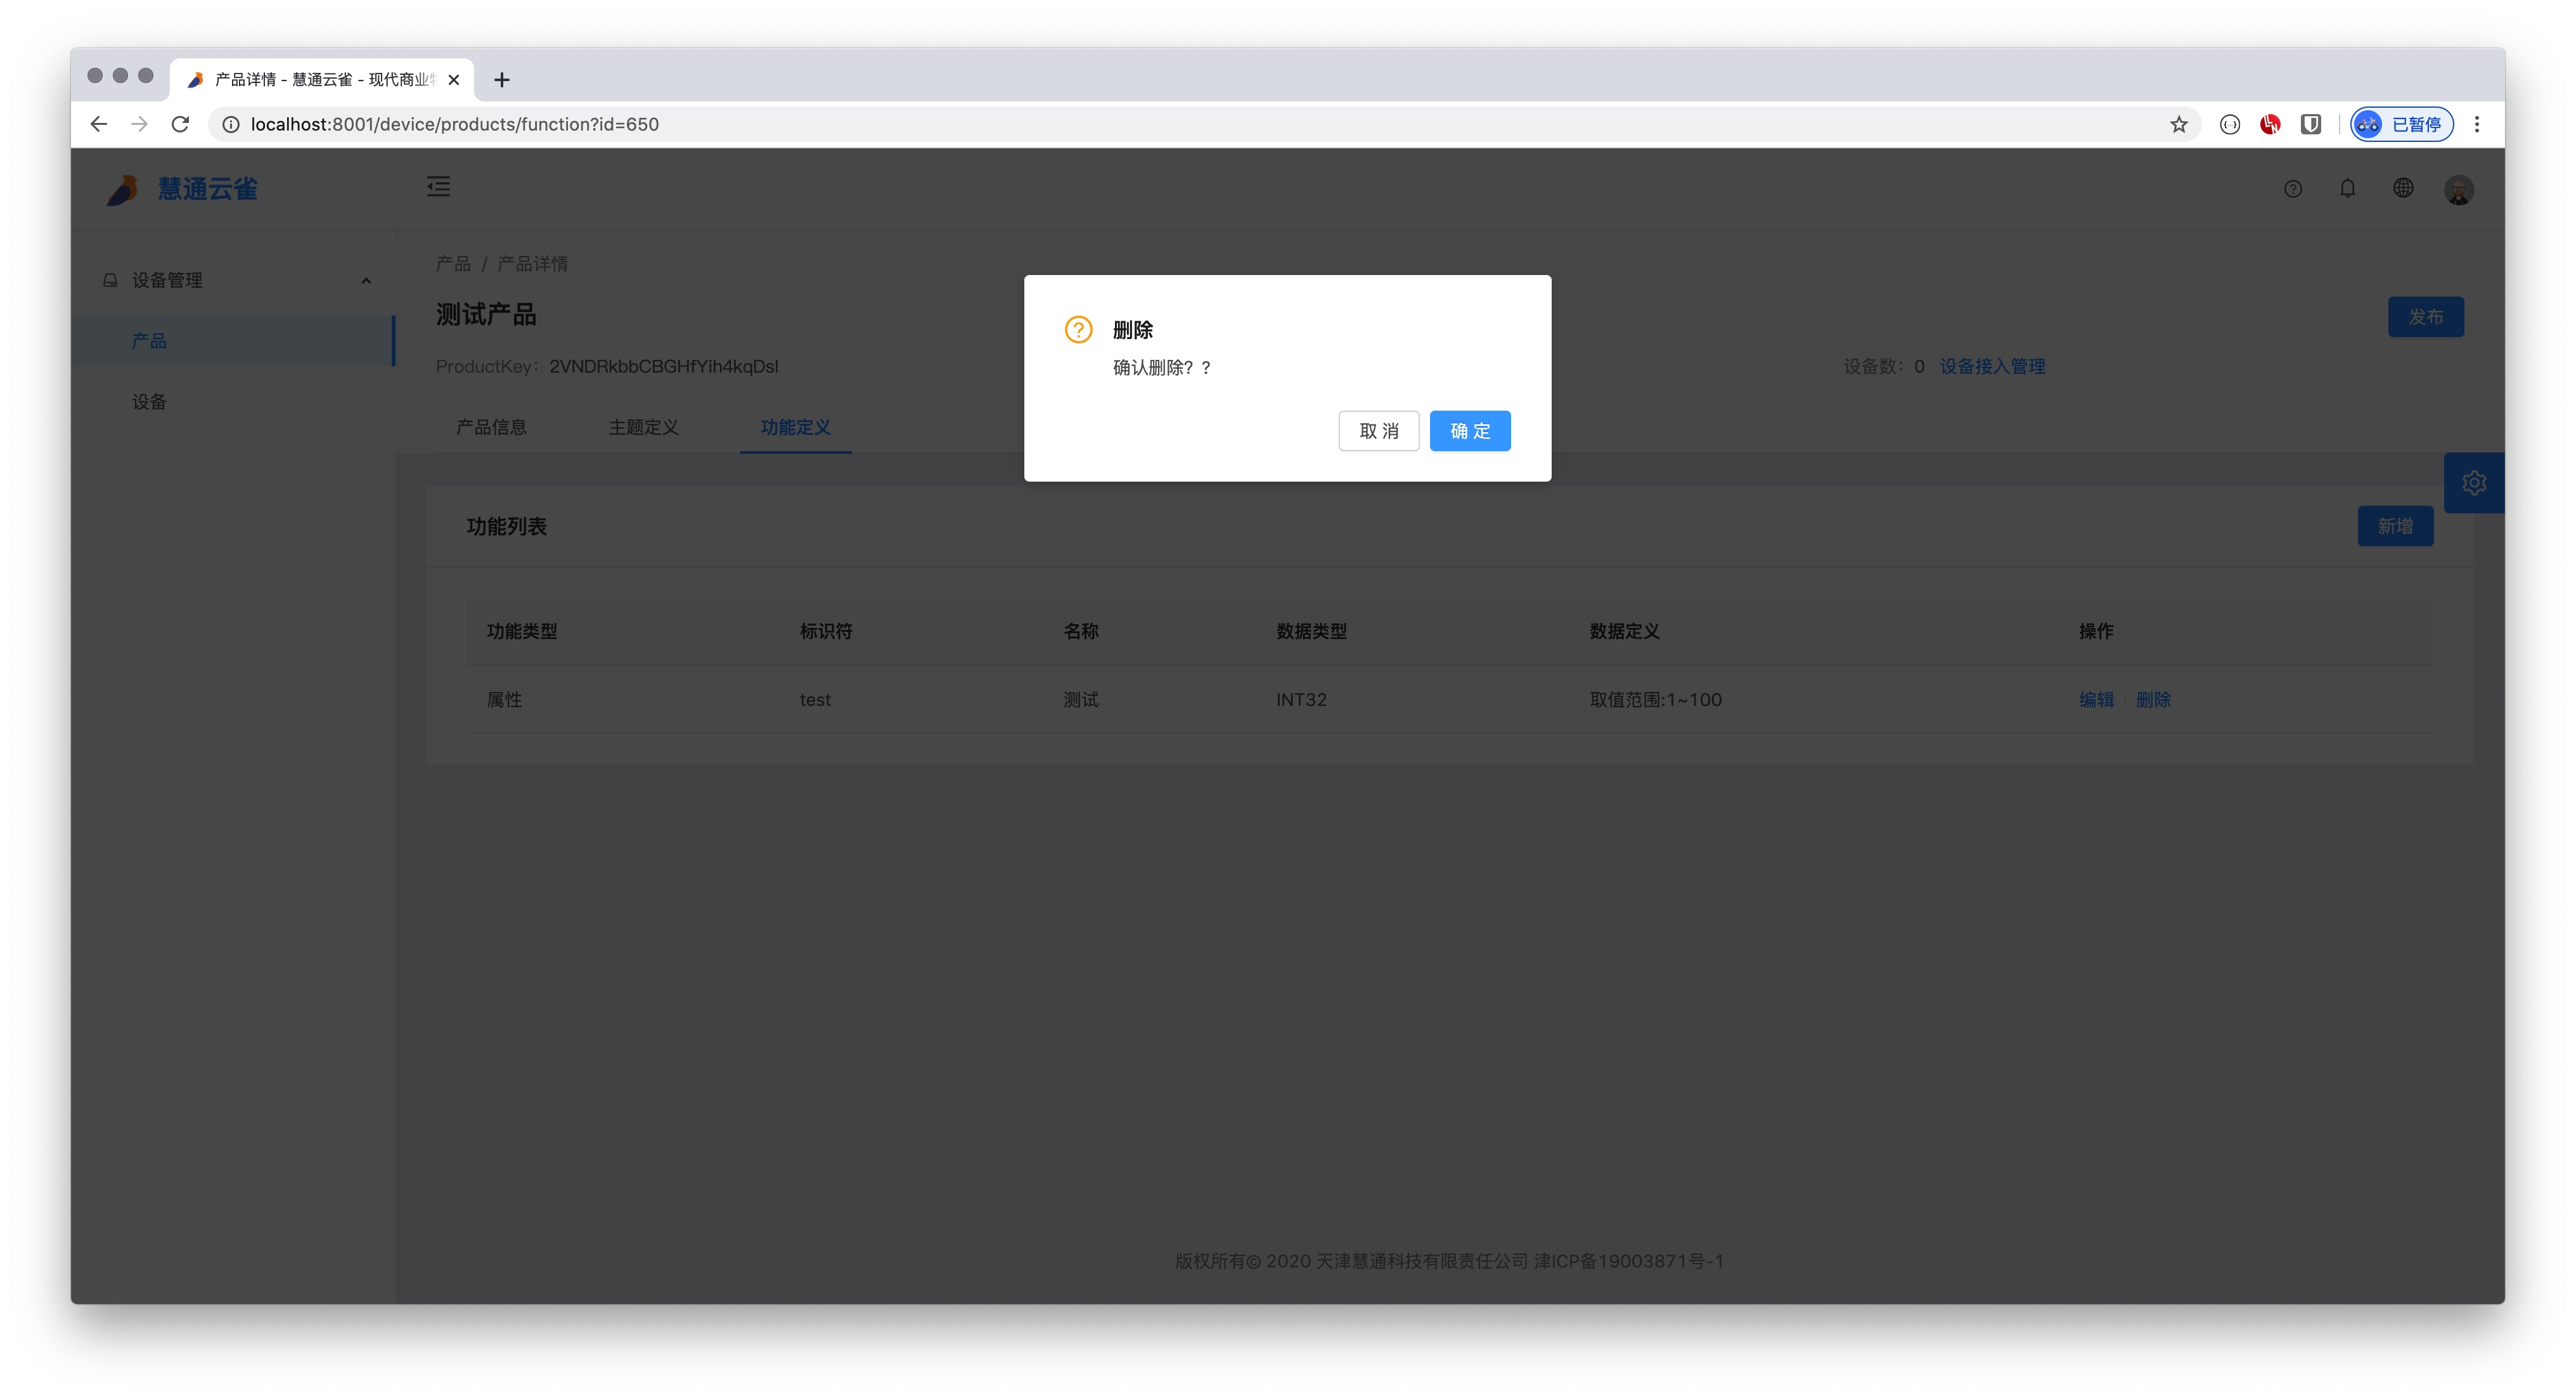 产品详情 - 慧通云雀 - 现代商业
localhost:8001/device/products/function?id=650
已暂停
慧通云雀
设备管理
产品
设备
产品 / 产品详情
测试产品
发布
ProductKey: 2VNDRkbbCBGHfYih4kqDsI
设备数: 0 设备接入管理
产品信息 主题定义 功能定义
删除
确认删除? ?
取 消 确 定
功能列表
新增
功能类型 标识符 名称 数据类型 数据定义 操作
属性 test 测试 INT32 取值范围:1~100 编辑 删除
版权所有© 2020 天津慧通科技有限责任公司 津ICP备19003871号-1